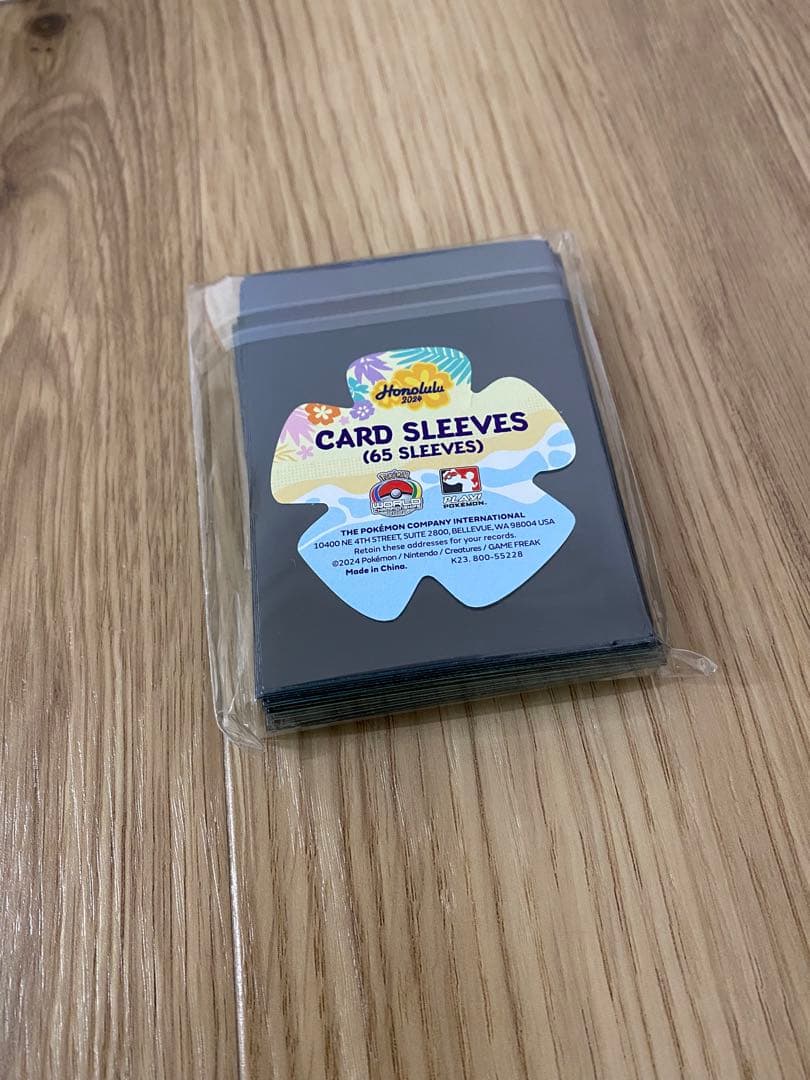 Honolulu
2024
CARD SLEEVES
(65 SLEEVES)
Pokémon
WORLD
PLAY!
POKÉMON™
THE POKÉMON COMPANY INTERNATIONAL
10400 NE 4TH STREET, SUITE 2800, BELLEVUE, WA 98004 USA
Retain these addresses for your records.
©2024 Pokémon / Nintendo / Creatures / GAME FREAK
Made in China. K23, 800-55228